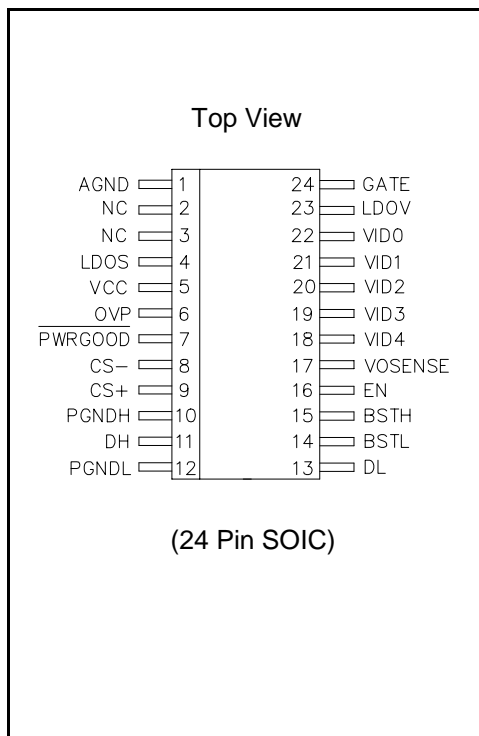 Top View
AGND 1 24 GATE
NC 2 23 LDOV
NC 3 22 VID0
LDOS 4 21 VID1
VCC 5 20 VID2
OVP 6 19 VID3
PWRGOOD 7 18 VID4
CS- 8 17 VOSENSE
CS+ 9 16 EN
PGNDH 10 15 BSTH
DH 11 14 BSTL
PGNDL 12 13 DL
(24 Pin SOIC)